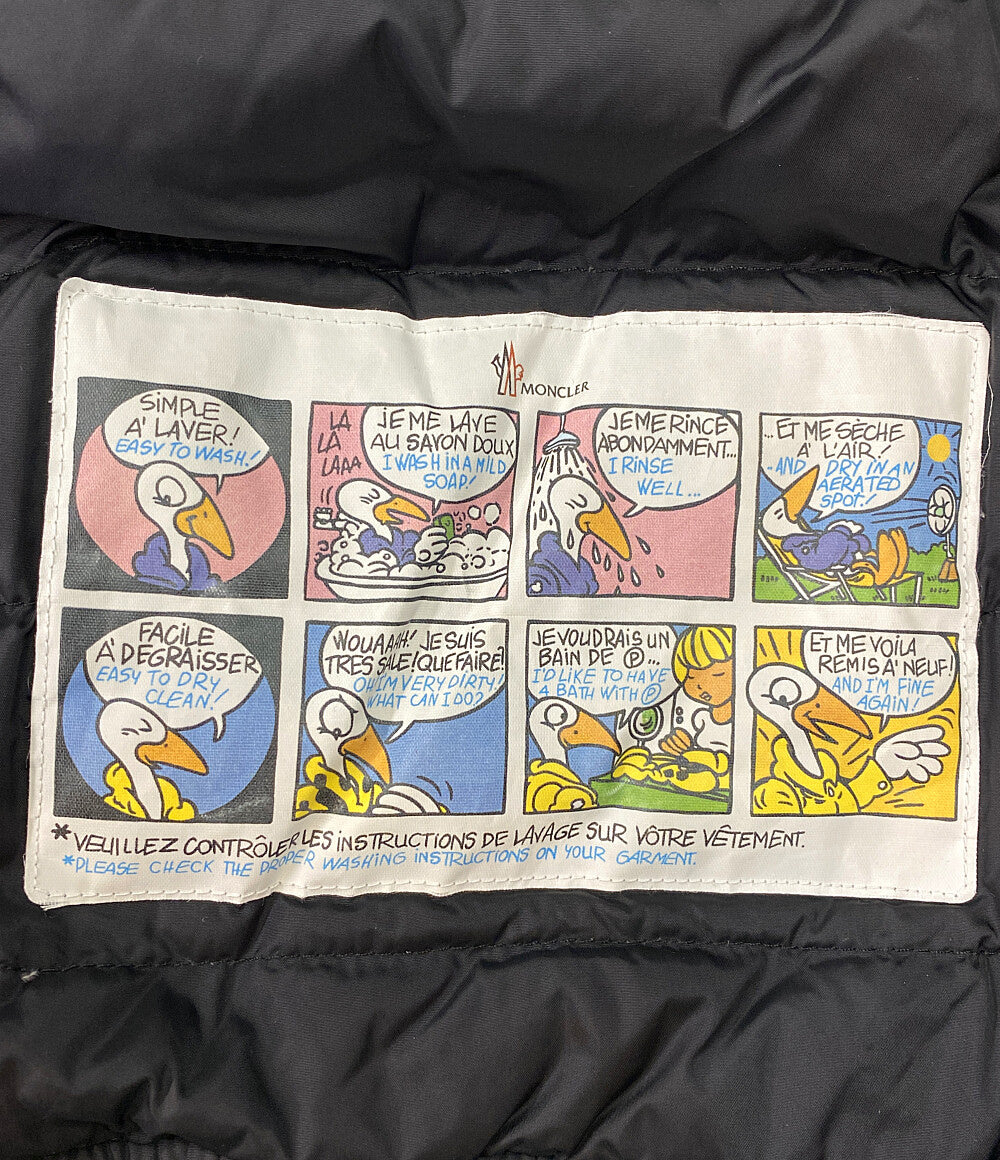 MONCLER
SIMPLE
A' LAVER!
EASY TO WASH!
LA
LA
LAAA
JE ME LAVE
AU SAVON DOUX
I WASH IN A MILD
SOAP!
JE ME RINCE
ABONDAMMENT...
I RINSE
WELL...
...ET ME SÈCHE
A' L'AIR!
..AND DRY IN AN
AERATED
SPOT!
FACILE
A' DEGRAISSER
EASY TO DRY
CLEAN!
WOUAAAH! JE SUIS
TRES SALE! QUE FAIRE!
OH I'M VERY DIRTY!
WHAT CAN I DO?
JE VOUDRAIS UN
BAIN DE Ⓟ...
I'D LIKE TO HAVE
A BATH WITH Ⓟ
ET ME VOILA
REMIS A' NEUF!
AND I'M FINE
AGAIN!
*VEUILLEZ CONTRÔLER LES INSTRUCTIONS DE LAVAGE SUR VÔTRE VÊTEMENT.
*PLEASE CHECK THE PROPER WASHING INSTRUCTIONS ON YOUR GARMENT.